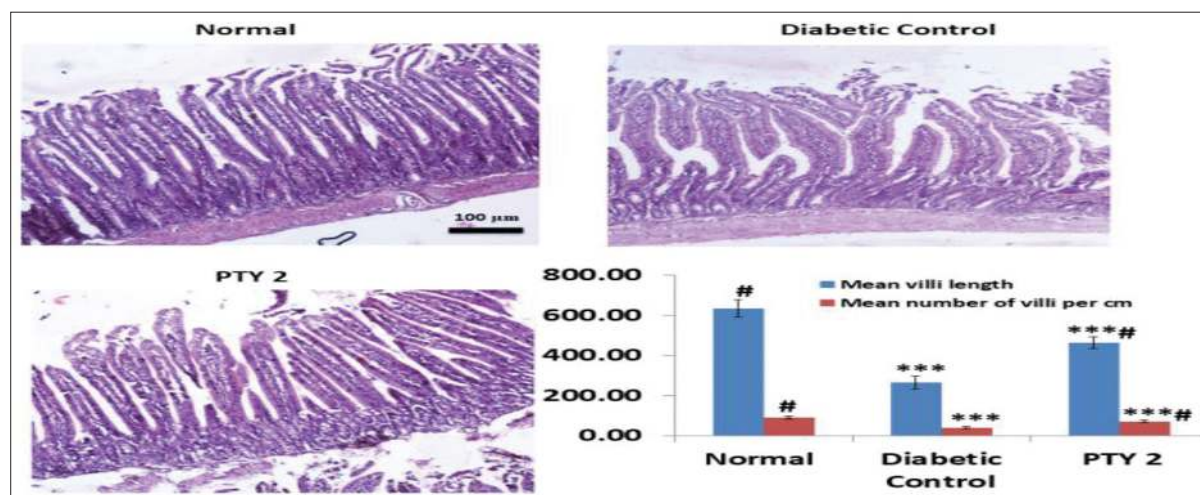 Normal
Diabetic Control
100 µm
PTY 2
800.00
600.00
400.00
200.00
0.00
Mean villi length
Mean number of villi per cm
#
#
***
***
***#
***#
Normal
Diabetic Control
PTY 2